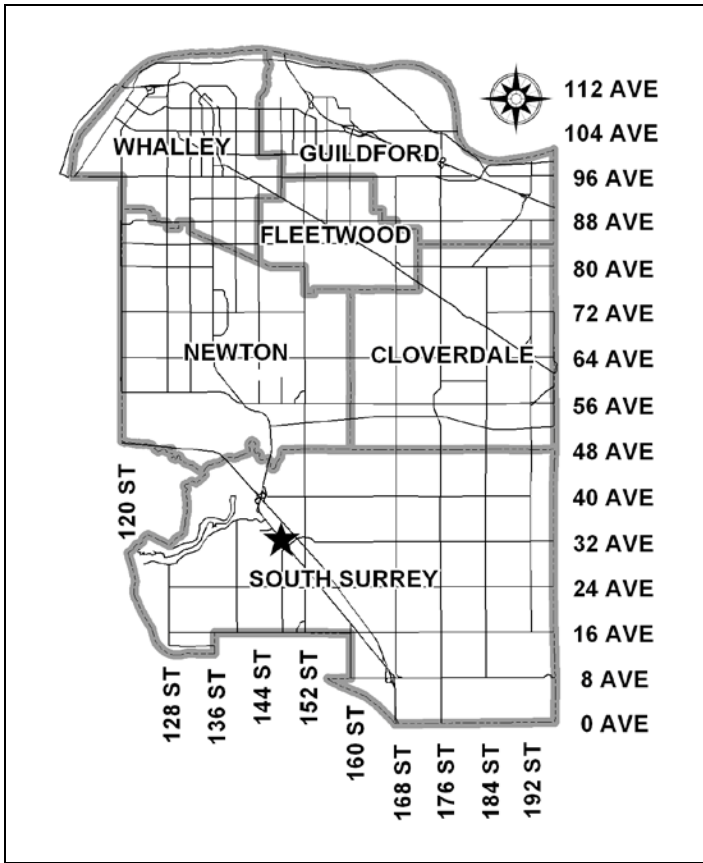 112 AVE
104 AVE
WHALLEY
GUILDFORD
96 AVE
88 AVE
FLEETWOOD
80 AVE
72 AVE
NEWTON
CLOVERDALE
64 AVE
56 AVE
48 AVE
120 ST
40 AVE
32 AVE
SOUTH SURREY
24 AVE
16 AVE
128 ST
136 ST
144 ST
152 ST
8 AVE
160 ST
0 AVE
168 ST
176 ST
184 ST
192 ST